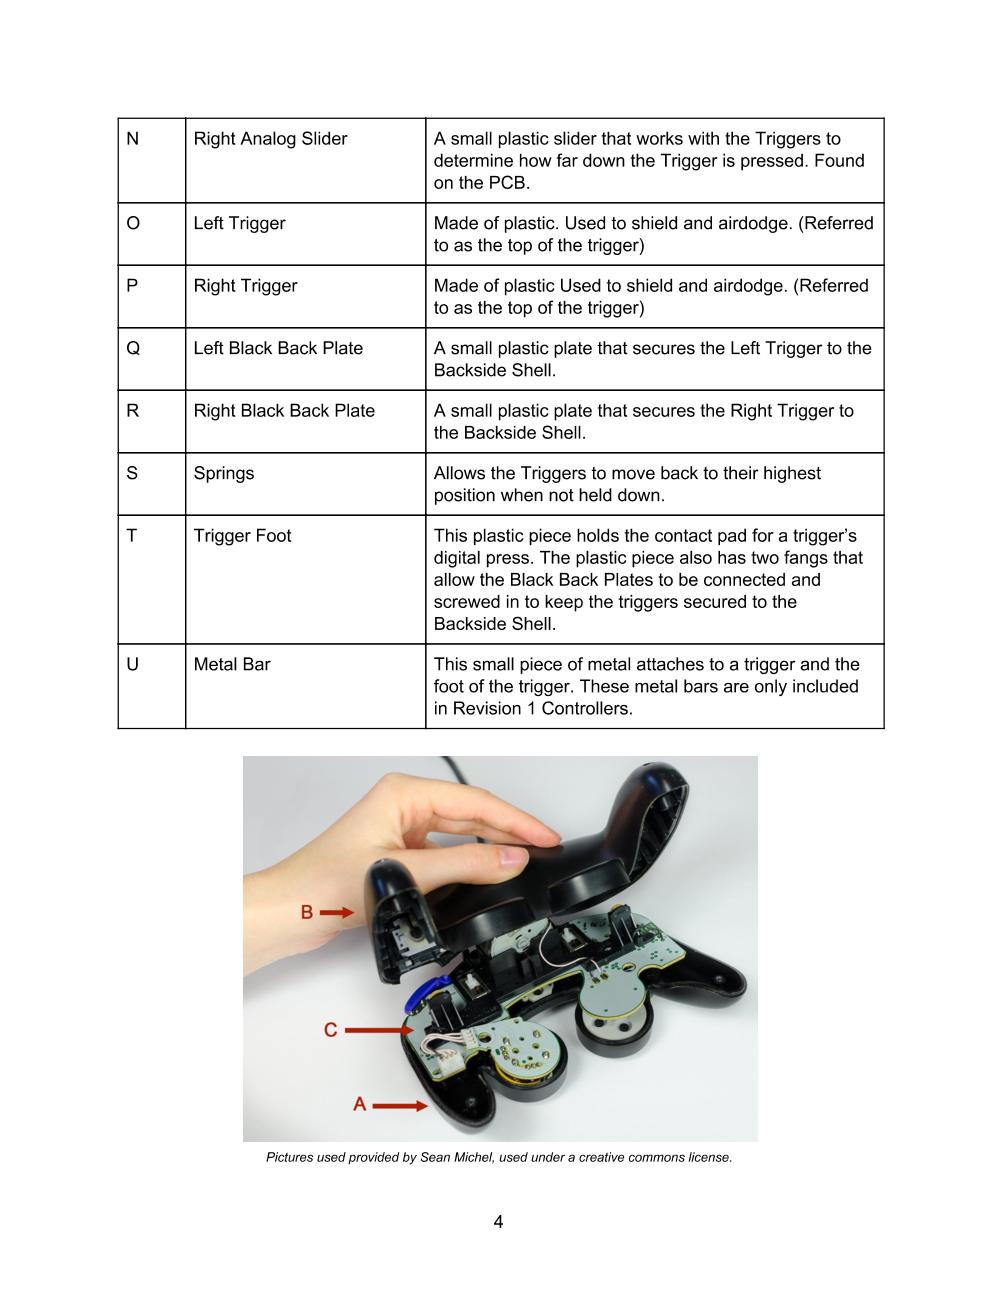 N
Right Analog Slider
A small plastic slider that works with the Triggers to
determine how far down the Trigger is pressed. Found
on the PCB.
O
Left Trigger
Made of plastic. Used to shield and airdodge. (Referred
to as the top of the trigger)
P
Right Trigger
Made of plastic Used to shield and airdodge. (Referred
to as the top of the trigger)
Q
Left Black Back Plate
A small plastic plate that secures the Left Trigger to the
Backside Shell.
R
Right Black Back Plate
A small plastic plate that secures the Right Trigger to
the Backside Shell.
S
Springs
Allows the Triggers to move back to their highest
position when not held down.
T
Trigger Foot
This plastic piece holds the contact pad for a trigger’s
digital press. The plastic piece also has two fangs that
allow the Black Back Plates to be connected and
screwed in to keep the triggers secured to the
Backside Shell.
U
Metal Bar
This small piece of metal attaches to a trigger and the
foot of the trigger. These metal bars are only included
in Revision 1 Controllers.
B
C
A
Pictures used provided by Sean Michel, used under a creative commons license.
4